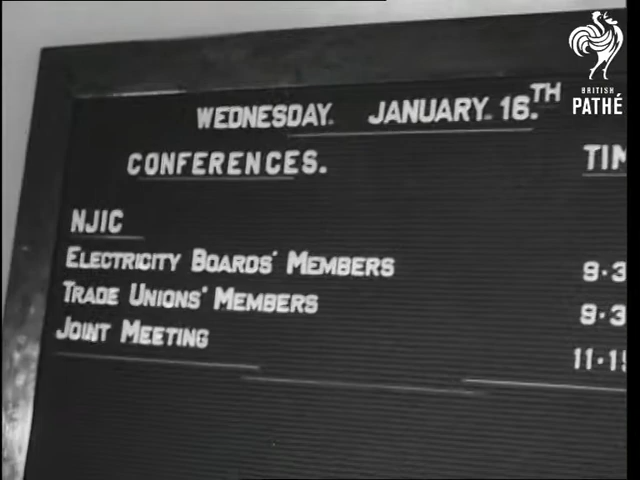 BRITISH
PATHÉ
WEDNESDAY. JANUARY. 16.TH
CONFERENCES.
NJIC
ELECTRICITY BOARDS' MEMBERS
TRADE UNIONS' MEMBERS
JOINT MEETING